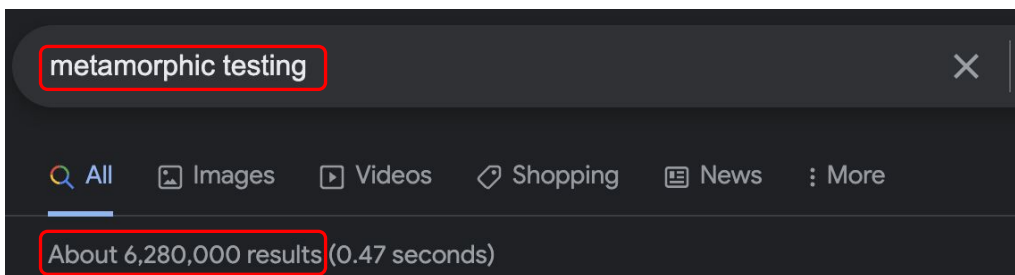 metamorphic testing
All Images Videos Shopping News More
About 6,280,000 results (0.47 seconds)